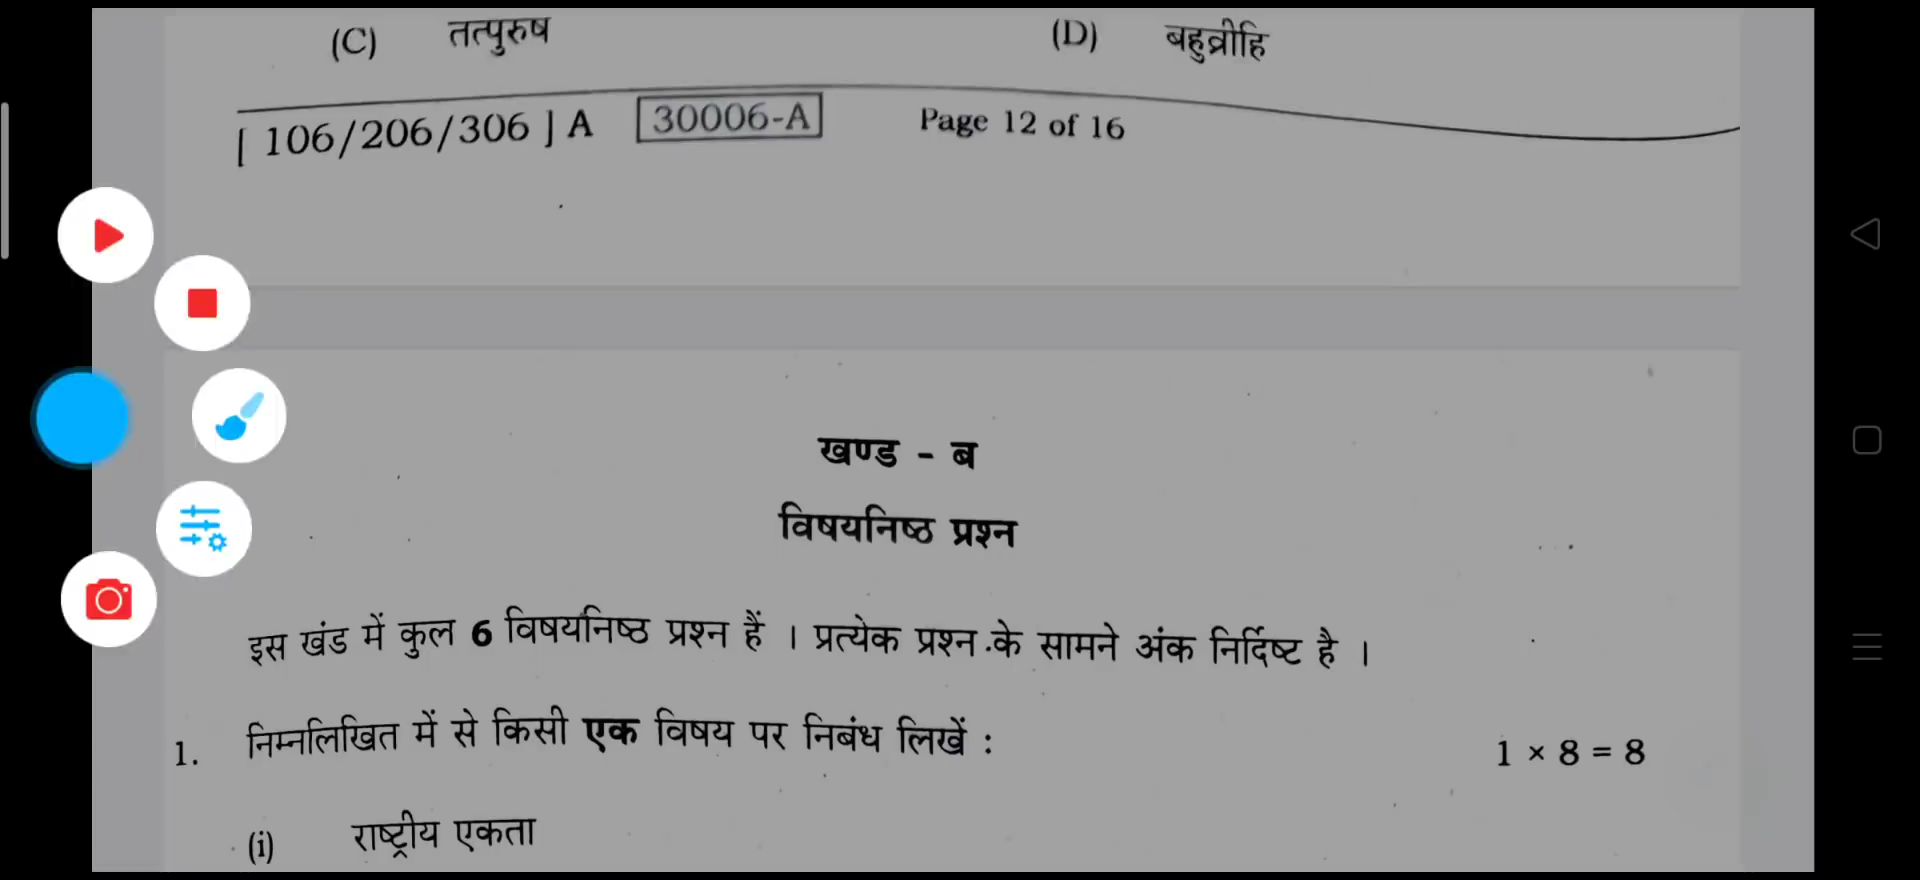 (C) तत्पुरुष (D) बहुव्रीहि
[ 106/206/306 ] A 30006-A Page 12 of 16
खण्ड - ब
विषयनिष्ठ प्रश्न
इस खंड में कुल 6 विषयनिष्ठ प्रश्न हैं । प्रत्येक प्रश्न के सामने अंक निर्दिष्ट है ।
1. निम्नलिखित में से किसी एक विषय पर निबंध लिखें : 1 × 8 = 8
(i) राष्ट्रीय एकता